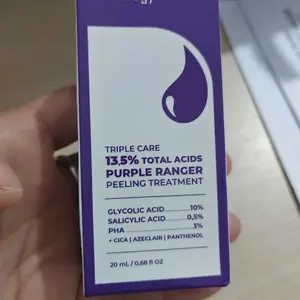 TRIPLE CARE
13,5% TOTAL ACIDS
PURPLE RANGER
PEELING TREATMENT
GLYCOLIC ACID 10%
SALICYLIC ACID 0,5%
PHA 3%
+ CICA | AZECLAIR | PANTHENOL
20 mL / 0,68 fl OZ